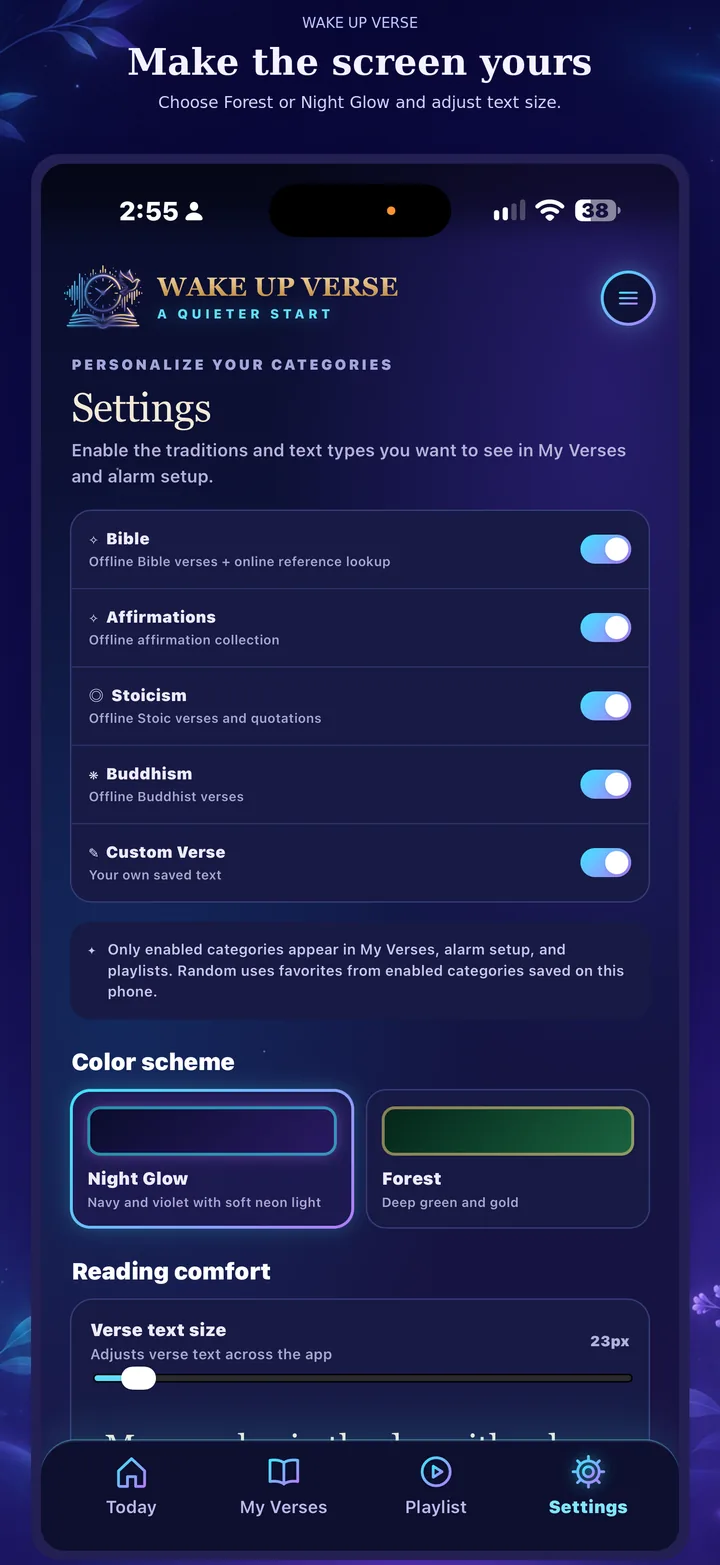 WAKE UP VERSE
Make the screen yours
Choose Forest or Night Glow and adjust text size.
2:55
38
WAKE UP VERSE
A QUIETER START
PERSONALIZE YOUR CATEGORIES
Settings
Enable the traditions and text types you want to see in My Verses
and alarm setup.
Bible
Offline Bible verses + online reference lookup
Affirmations
Offline affirmation collection
Stoicism
Offline Stoic verses and quotations
Buddhism
Offline Buddhist verses
Custom Verse
Your own saved text
Only enabled categories appear in My Verses, alarm setup, and
playlists. Random uses favorites from enabled categories saved on this
phone.
Color scheme
Night Glow
Navy and violet with soft neon light
Forest
Deep green and gold
Reading comfort
Verse text size
23px
Adjusts verse text across the app
Today
My Verses
Playlist
Settings